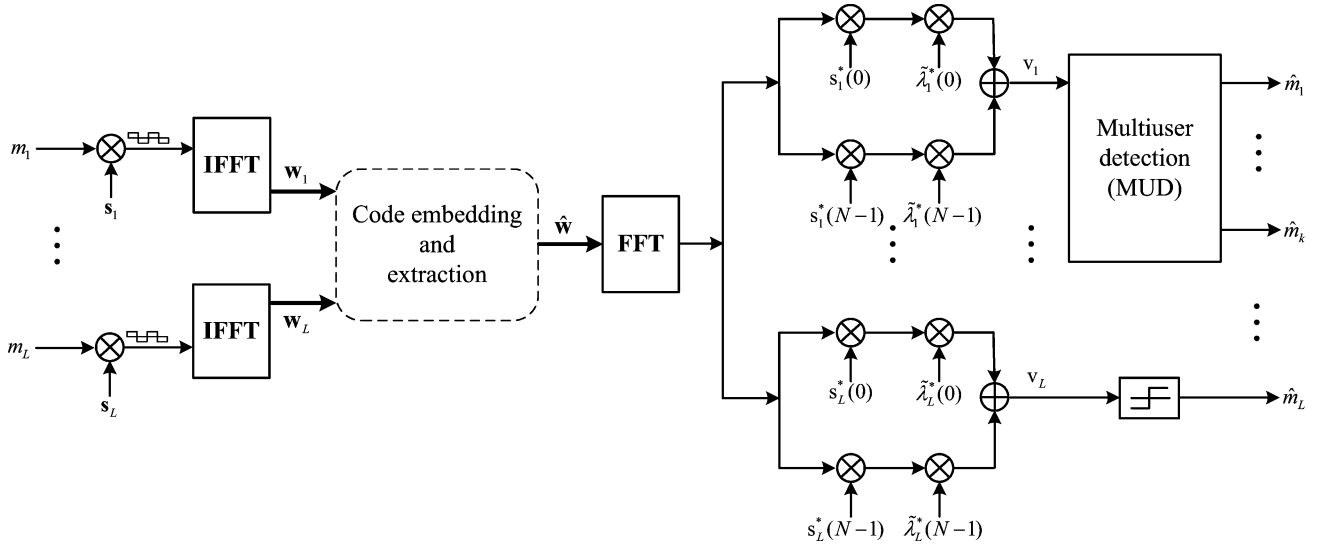 m₁
s₁
IFFT
w₁
m_L
s_L
IFFT
w_L
Code embedding
and
extraction
ŵ
FFT
s₁*(0) λ̃₁*(0)
s₁*(N−1) λ̃₁*(N−1)
v₁
Multiuser
detection
(MUD)
m̂₁
m̂_k
s_L*(0) λ̃_L*(0)
s_L*(N−1) λ̃_L*(N−1)
v_L
m̂_L